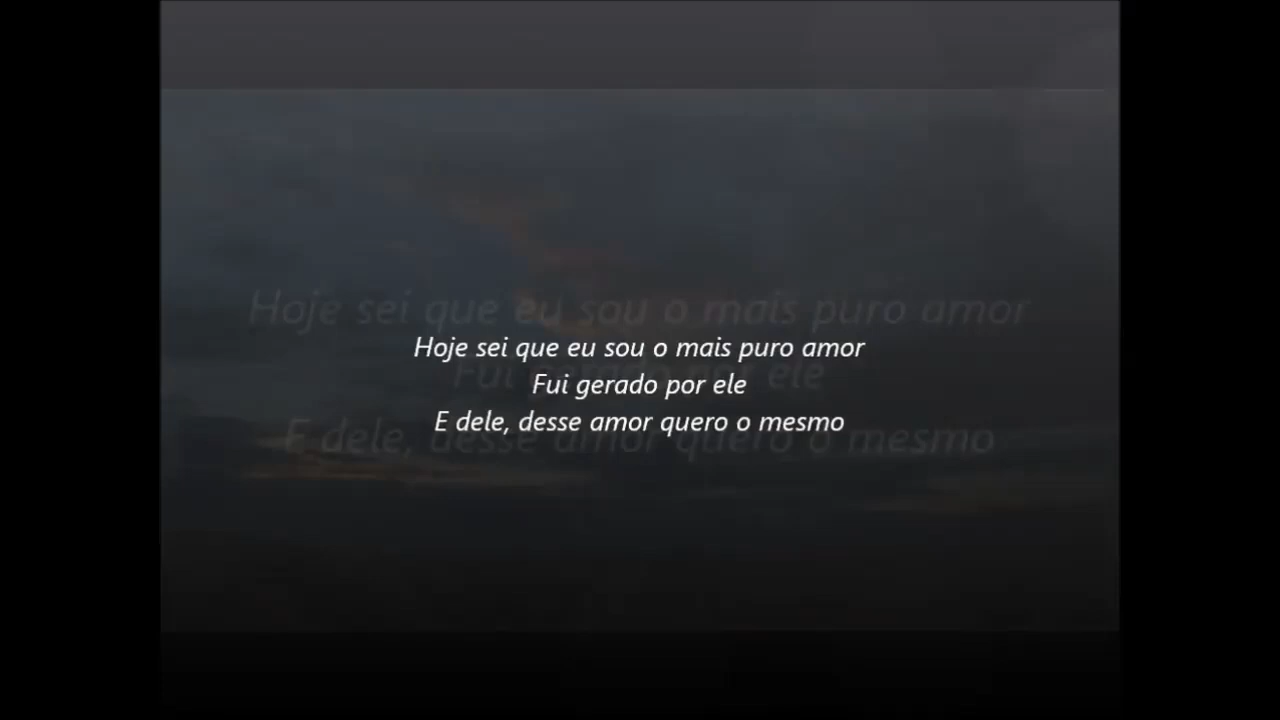 Hoje sei que eu sou o mais puro amor
Fui gerado por ele
E dele, desse amor quero o mesmo